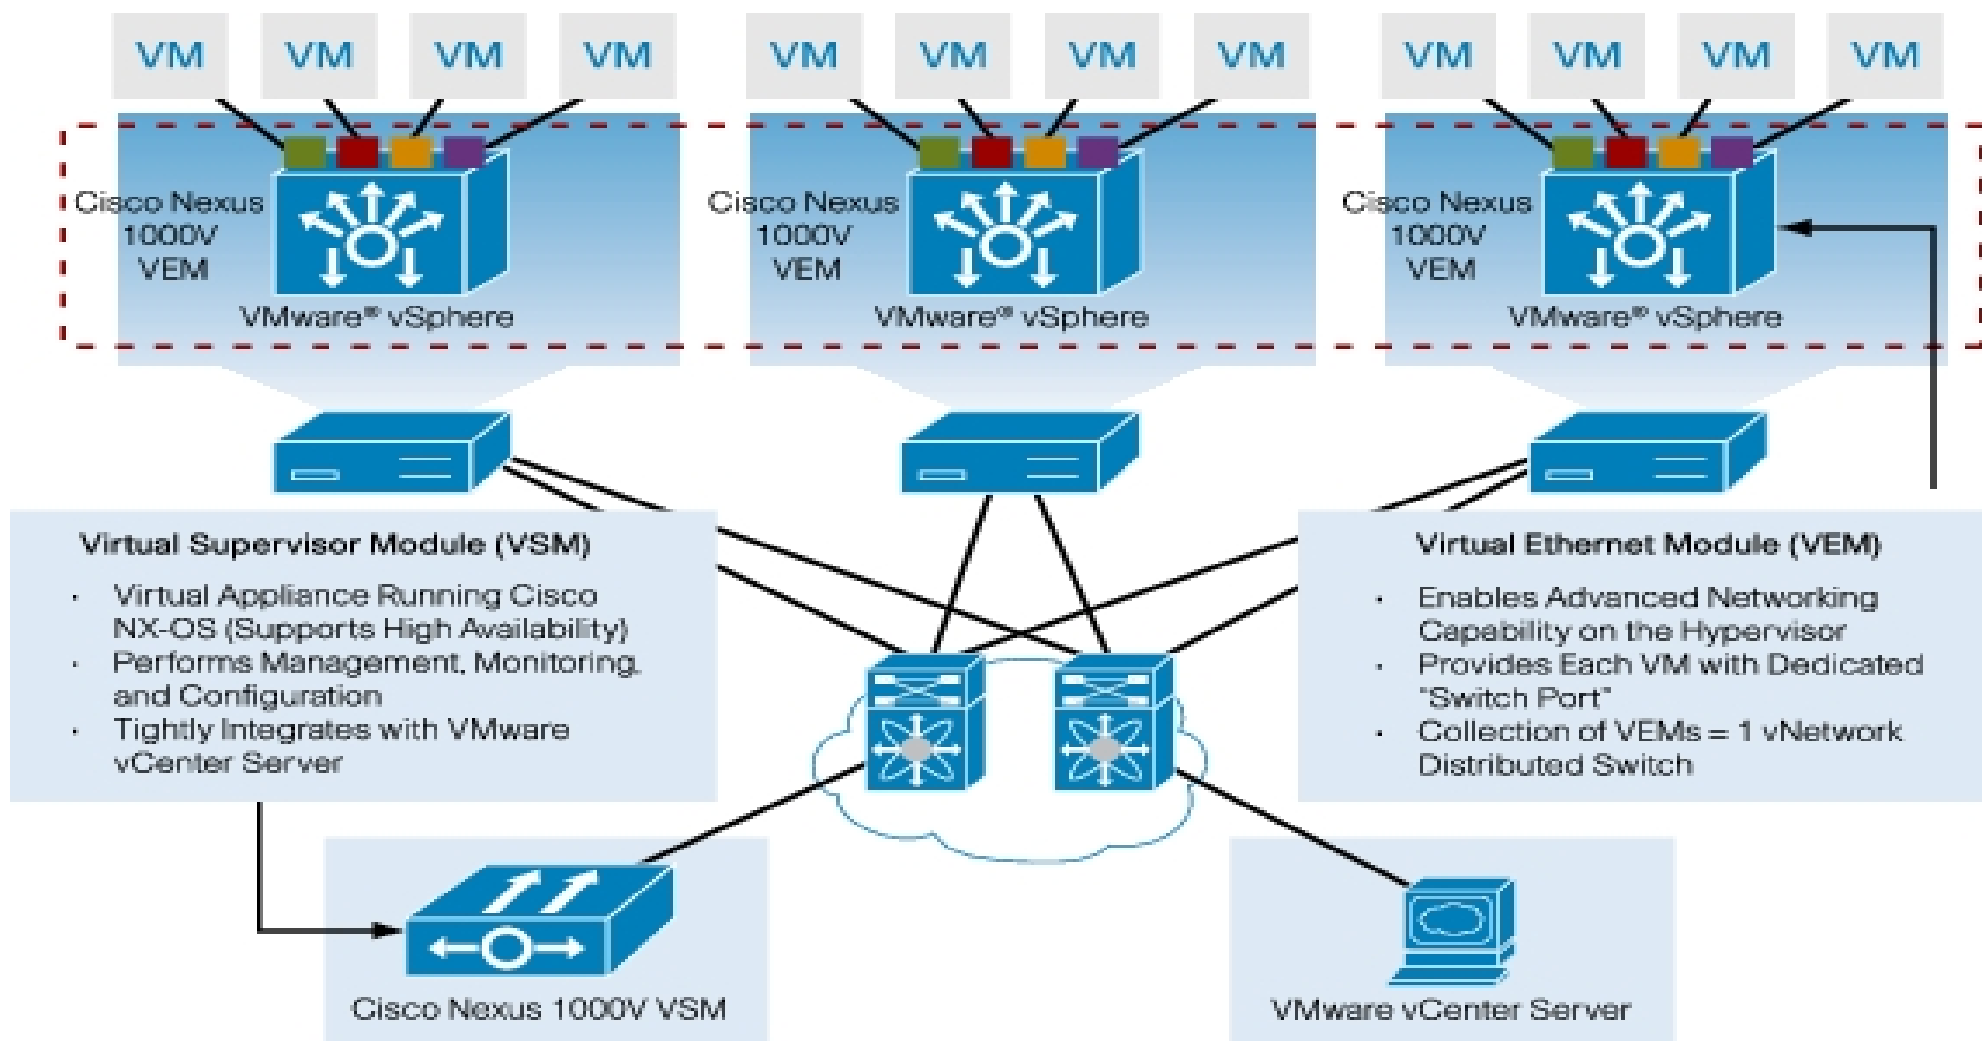 VM VM VM VM VM VM VM VM VM VM VM VM
Cisco Nexus
1000V
VEM
VMware® vSphere
Cisco Nexus
1000V
VEM
VMware® vSphere
Cisco Nexus
1000V
VEM
VMware® vSphere
Virtual Supervisor Module (VSM)
· Virtual Appliance Running Cisco
NX-OS (Supports High Availability)
· Performs Management, Monitoring,
and Configuration
· Tightly Integrates with VMware
vCenter Server
Virtual Ethernet Module (VEM)
· Enables Advanced Networking
Capability on the Hypervisor
· Provides Each VM with Dedicated
"Switch Port"
· Collection of VEMs = 1 vNetwork
Distributed Switch
Cisco Nexus 1000V VSM
VMware vCenter Server